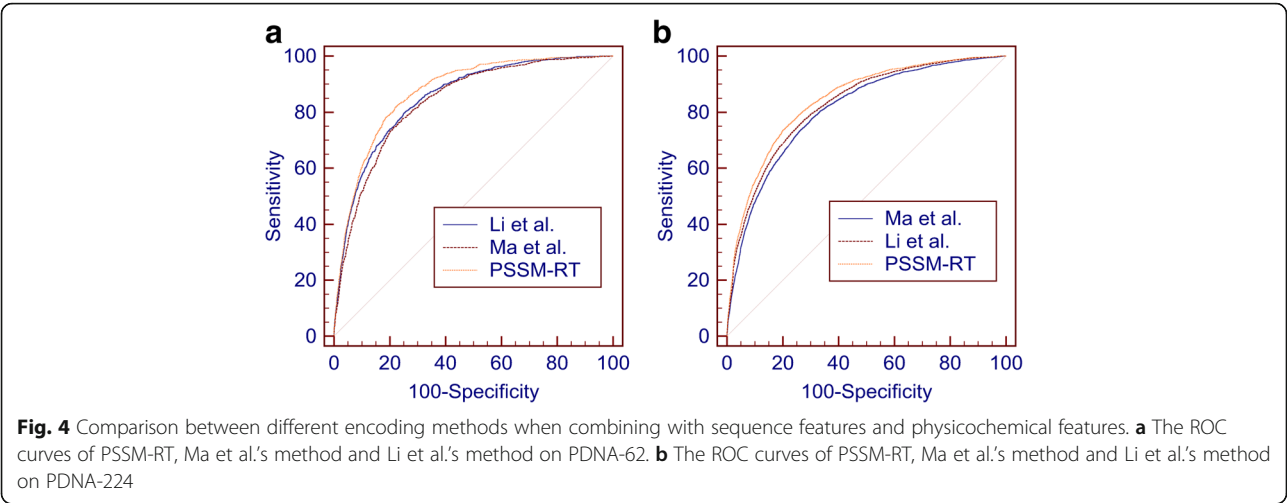 a
100
80
60
40
20
0
Sensitivity
Li et al.
Ma et al.
PSSM-RT
0 20 40 60 80 100
100-Specificity
b
100
80
60
40
20
0
Sensitivity
Ma et al.
Li et al.
PSSM-RT
0 20 40 60 80 100
100-Specificity
Fig. 4 Comparison between different encoding methods when combining with sequence features and physicochemical features. a The ROC
curves of PSSM-RT, Ma et al.'s method and Li et al.'s method on PDNA-62. b The ROC curves of PSSM-RT, Ma et al.'s method and Li et al.'s method
on PDNA-224